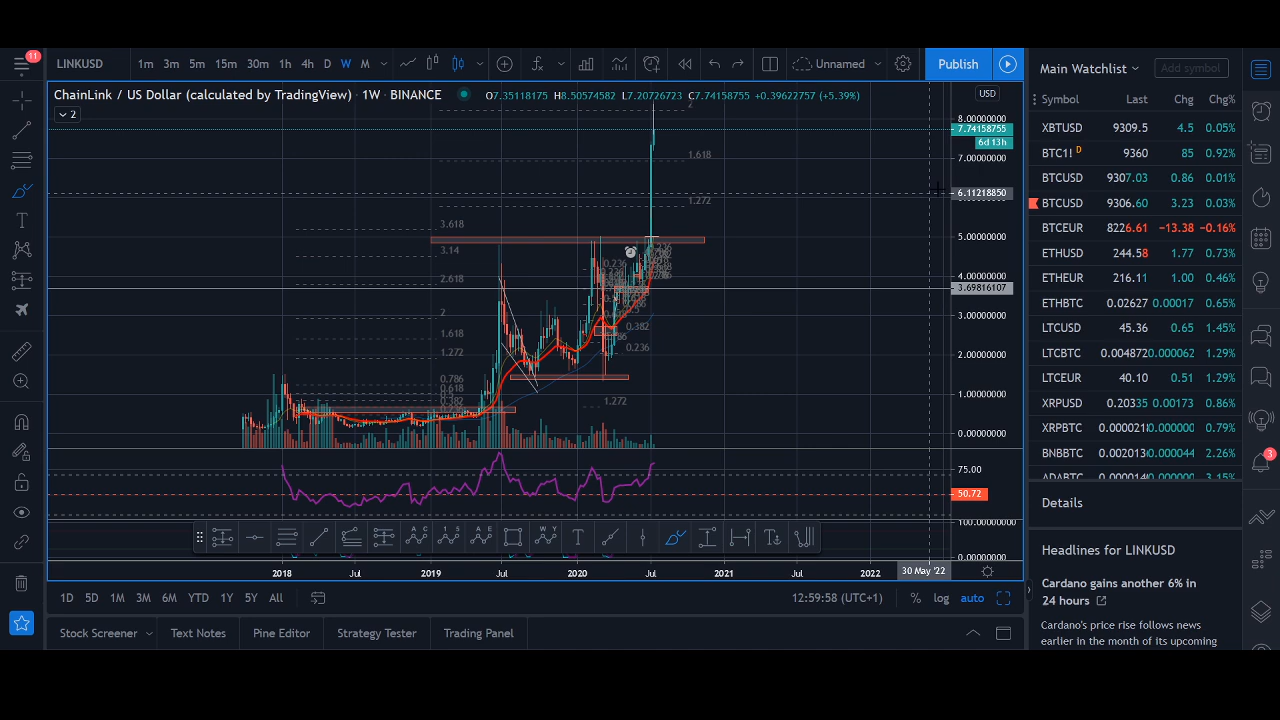 11
LINKUSD 1m 3m 5m 15m 30m 1h 4h D W M Unnamed Publish
Main Watchlist Add symbol
ChainLink / US Dollar (calculated by TradingView) · 1W · BINANCE O7.35118175 H8.50574582 L7.20726723 C7.74158755 +0.39622757 (+5.39%) USD
2
Symbol Last Chg Chg%
2
8.00000000
7.74158755
6d 13h
1.618
7.00000000
1.272
6.11218850
3.618
5.00000000
3.14
0.236
4.00000000
2.618
3.69816107
2
3.00000000
0.382
1.618
0.236
1.272
2.00000000
0.786
0.618
0.382
1.272
1.00000000
0.00000000
75.00
50.72
100.00000000
0.00000000
2018 Jul 2019 Jul 2020 Jul 2021 Jul 2022 30 May '22
XBTUSD 9309.5 4.5 0.05%
BTC1! D 9360 85 0.92%
BTCUSD 9307.03 0.86 0.01%
BTCUSD 9306.60 3.23 0.03%
BTCEUR 8226.61 −13.38 −0.16%
ETHUSD 244.58 1.77 0.73%
ETHEUR 216.11 1.00 0.46%
ETHBTC 0.02627 0.00017 0.65%
LTCUSD 45.36 0.65 1.45%
LTCBTC 0.004872 0.000062 1.29%
LTCEUR 40.10 0.51 1.29%
XRPUSD 0.20335 0.00173 0.86%
XRPBTC 0.0000218 0.79%
BNBBTC 0.002013 0.000044 2.26%
3
Details
Headlines for LINKUSD
Cardano gains another 6% in
24 hours
Cardano's price rise follows news
earlier in the month of its upcoming
1D 5D 1M 3M 6M YTD 1Y 5Y All 12:59:58 (UTC+1) % log auto
Stock Screener Text Notes Pine Editor Strategy Tester Trading Panel